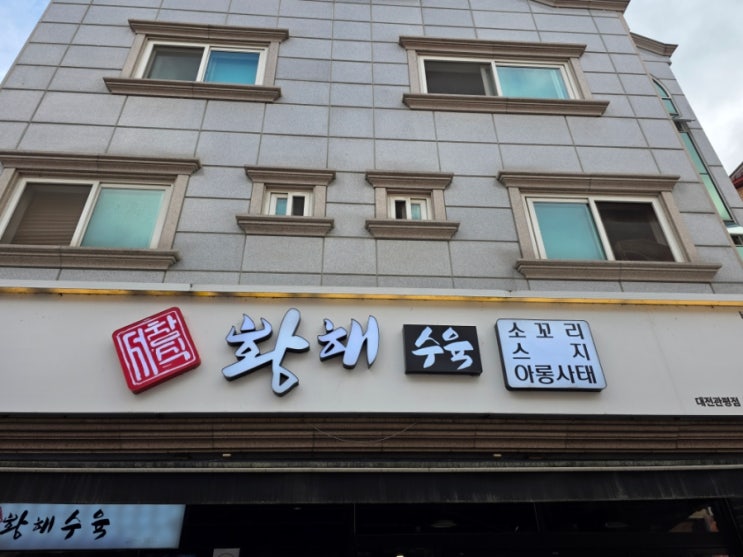 황해
수육
소꼬리
스지
아롱사태
대전관평점
황해수육